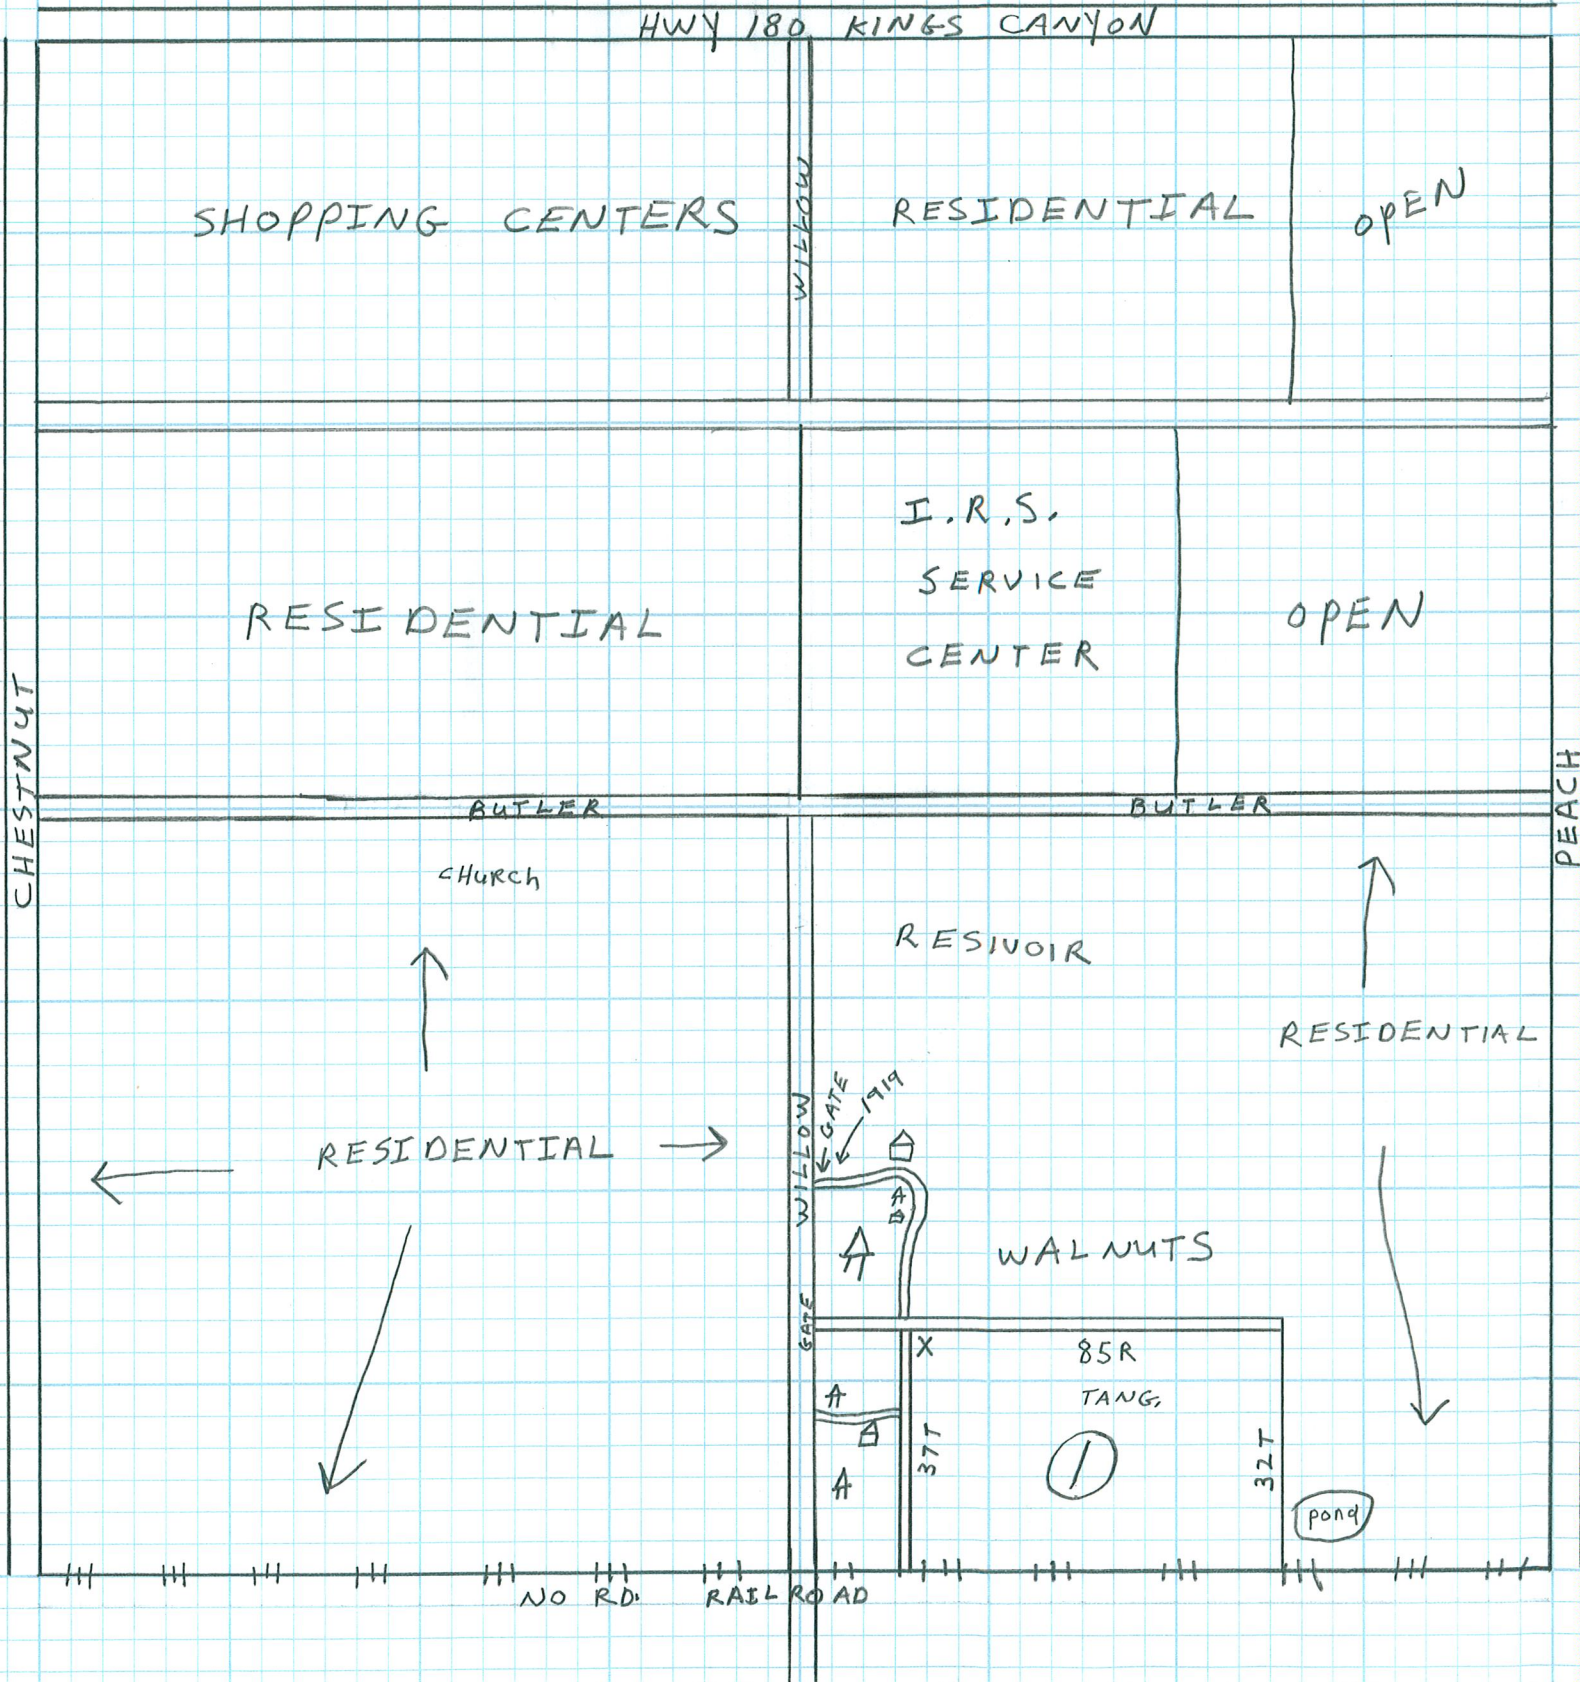 HWY 180 KINGS CANYON
WILLOW
SHOPPING CENTERS
RESIDENTIAL
OPEN
I.R.S.
SERVICE
CENTER
RESIDENTIAL
OPEN
CHESTNUT
PEACH
BUTLER
BUTLER
CHURCh
RESIVOIR
RESIDENTIAL
GATE
1919
WILLOW
RESIDENTIAL
WALNUTS
GATE
X
85R
TANG.
37T
1
32T
pond
NO RD. RAILROAD